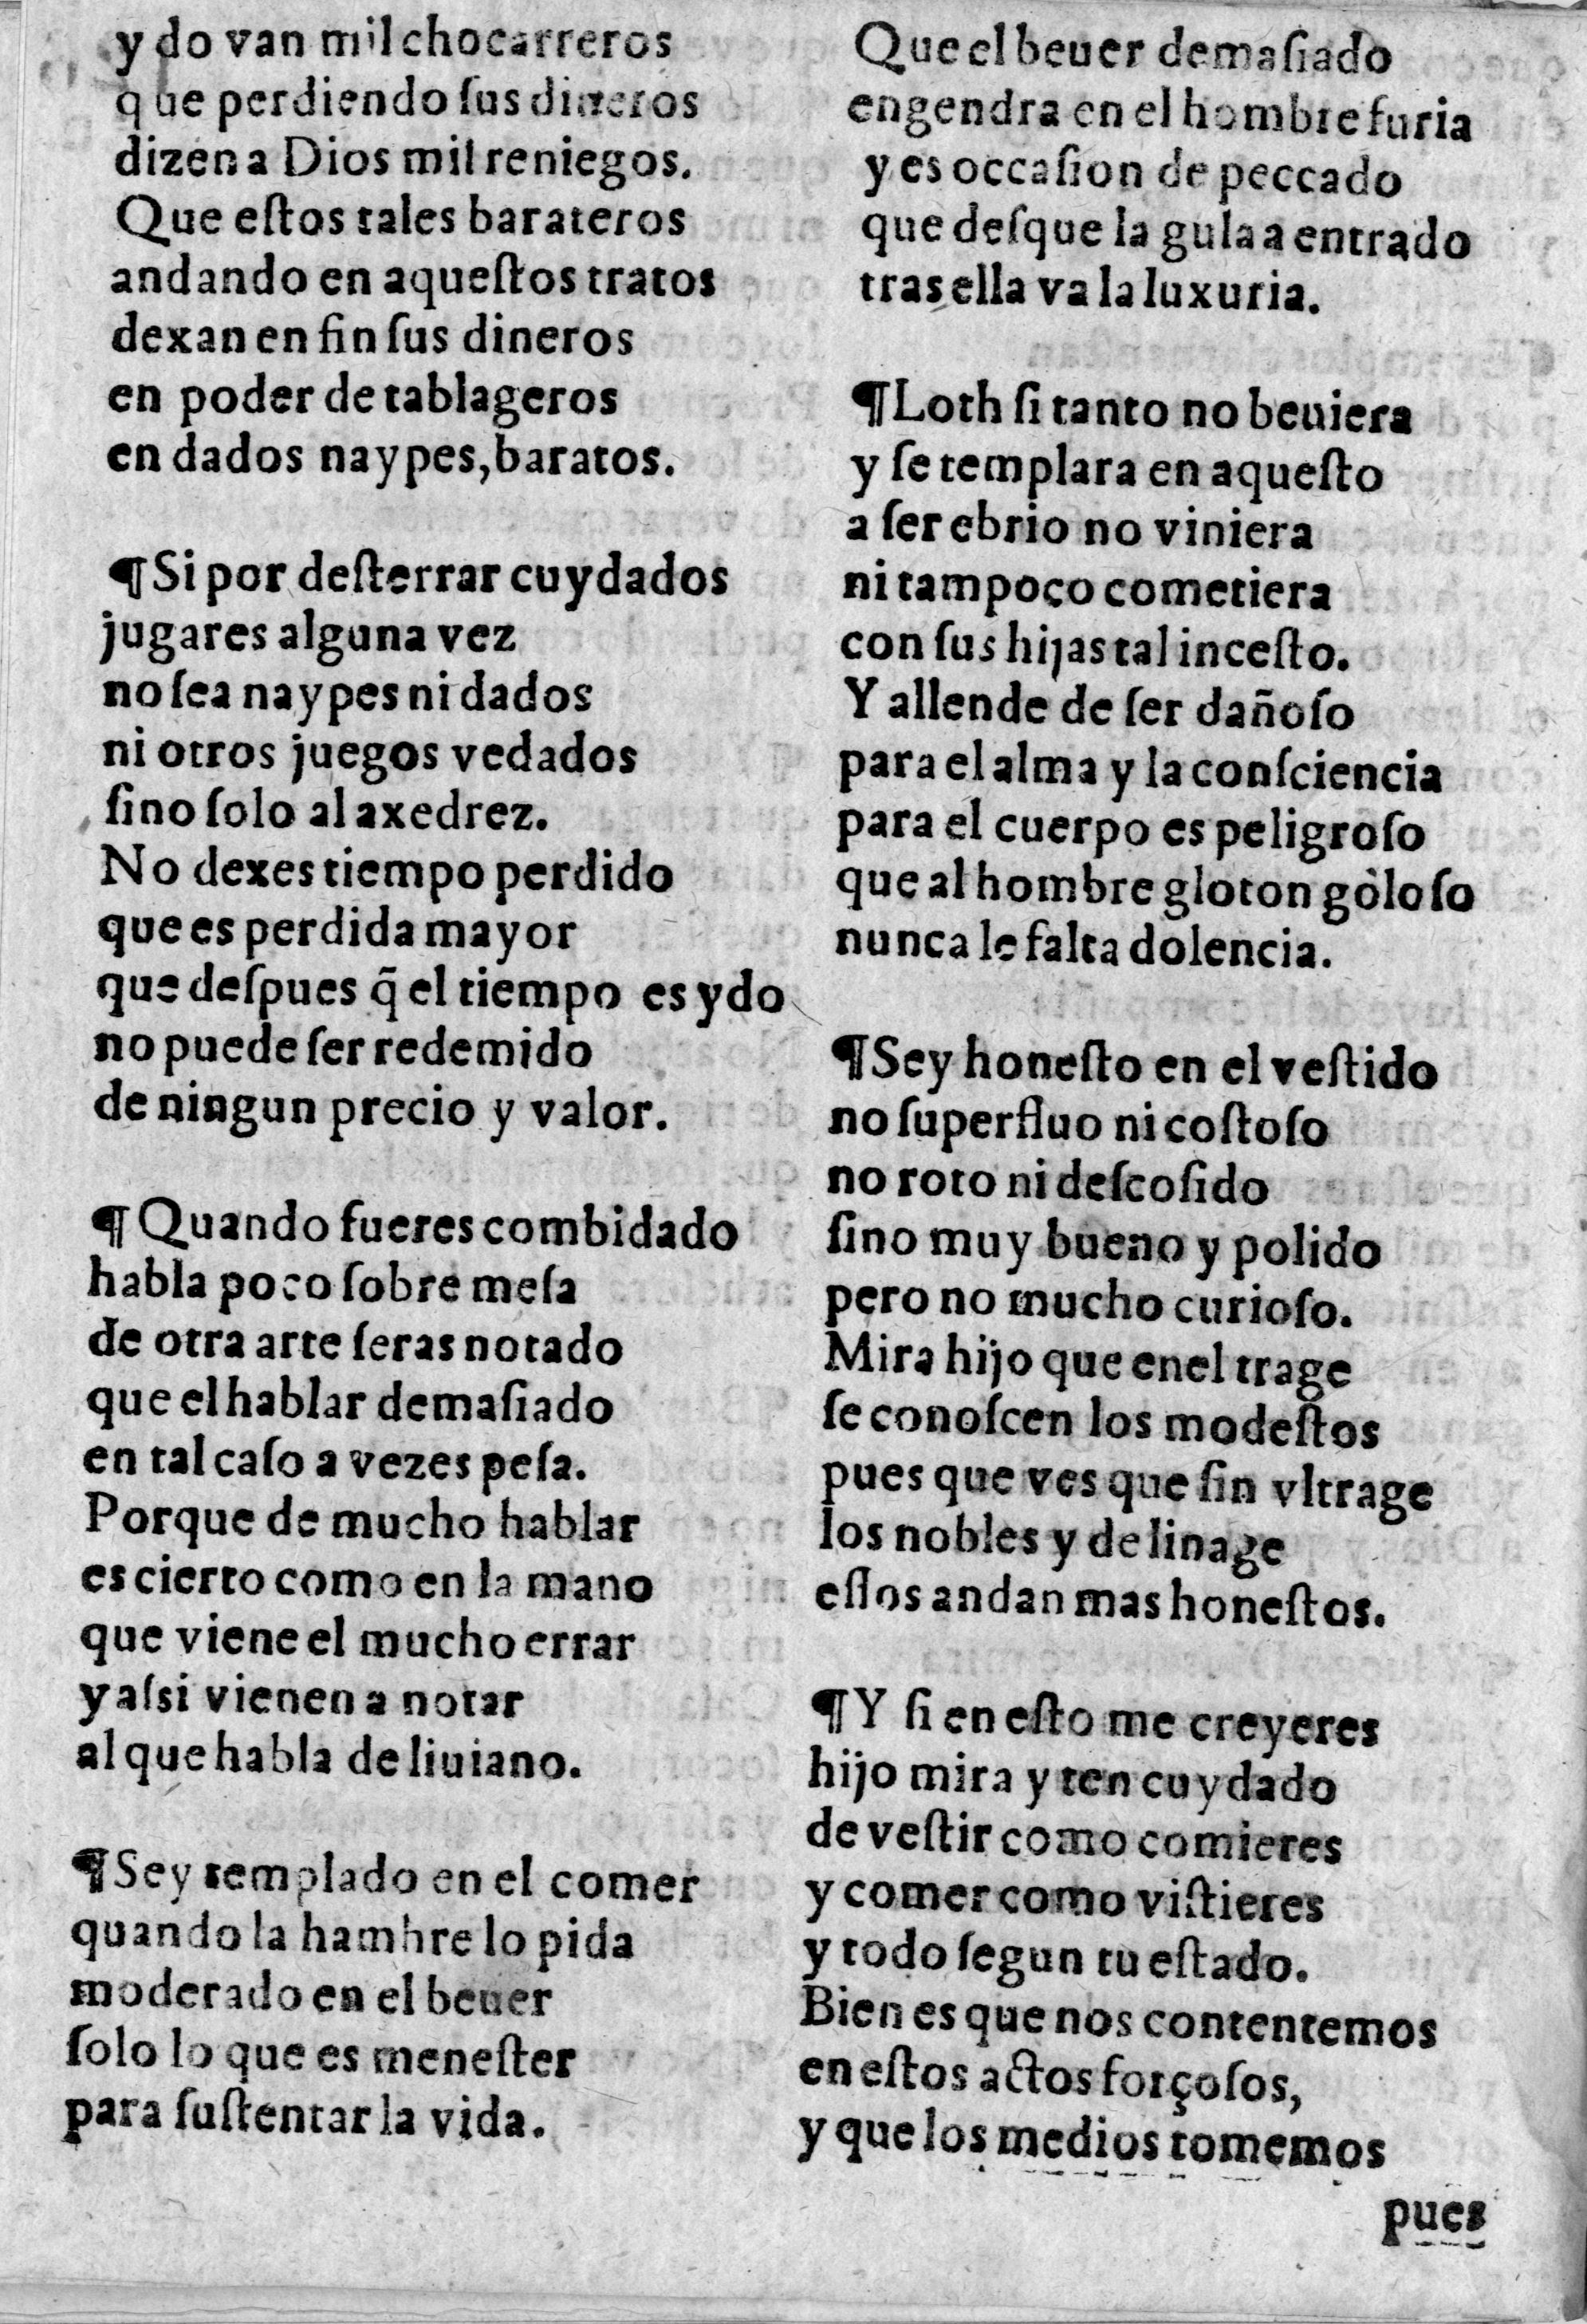 y do van mil chocarreros
que perdiendo ſus dineros
dizen a Dios mil reniegos.
Que eſtos tales barateros
andando en aqueſtos tratos
dexan en fin ſus dineros
en poder de tablageros
en dados naypes, baratos.
¶ Si por deſterrar cuydados
jugares alguna vez
no ſea naypes ni dados
ni otros juegos vedados
ſino ſolo al axedrez.
No dexes tiempo perdido
que es perdida mayor
que deſpues q̃ el tiempo es ydo
no puede ſer redemido
de ningun precio y valor.
¶ Quando fueres combidado
habla poco ſobre meſa
de otra arte ſeras notado
que el hablar demaſiado
en tal caſo a vezes peſa.
Porque de mucho hablar
es cierto como en la mano
que viene el mucho errar
y aſsi vienen a notar
al que habla de liuiano.
¶ Sey templado en el comer
quando la hambre lo pida
moderado en el beuer
ſolo lo que es meneſter
para ſuſtentar la vida.
Que el beuer demaſiado
engendra en el hombre furia
y es occaſion de peccado
que deſque la gula a entrado
tras ella va la luxuria.
¶ Loth ſi tanto no beuiera
y ſe templara en aqueſto
a ſer ebrio no viniera
ni tampoco cometiera
con ſus hijas tal inceſto.
Y allende de ſer dañoſo
para el alma y la conſciencia
para el cuerpo es peligroſo
que al hombre gloton gòloſo
nunca le falta dolencia.
¶ Sey honeſto en el veſtido
no ſuperfluo ni coſtoſo
no roto ni deſcoſido
ſino muy bueno y polido
pero no mucho curioſo.
Mira hijo que enel trage
ſe conoſcen los modeſtos
pues que ves que ſin vltrage
los nobles y de linage
eſſos andan mas honeſtos.
¶ Y ſi en eſto me creyeres
hijo mira y ten cuydado
de veſtir como comieres
y comer como viſtieres
y todo ſegun tu eſtado.
Bien es que nos contentemos
en eſtos actos forçoſos,
y que los medios tomemos
pues